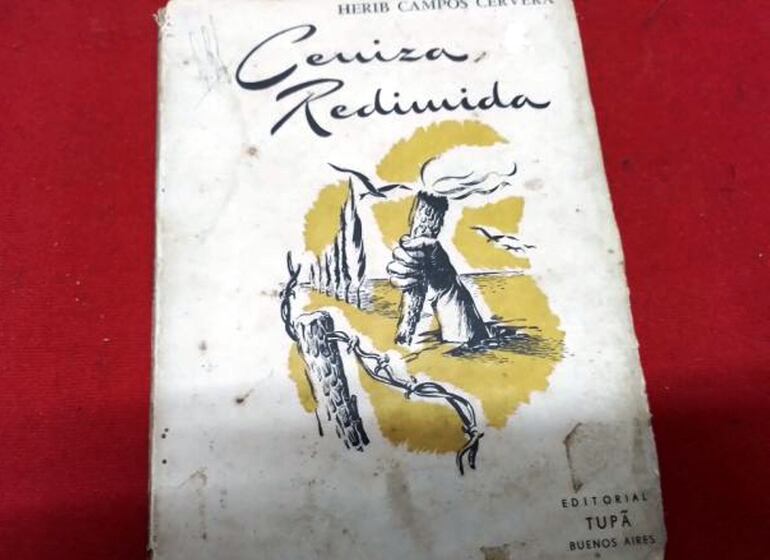 HERIB CAMPOS CERVERA
Ceniza
Redimida
EDITORIAL
TUPÃ
BUENOS AIRES